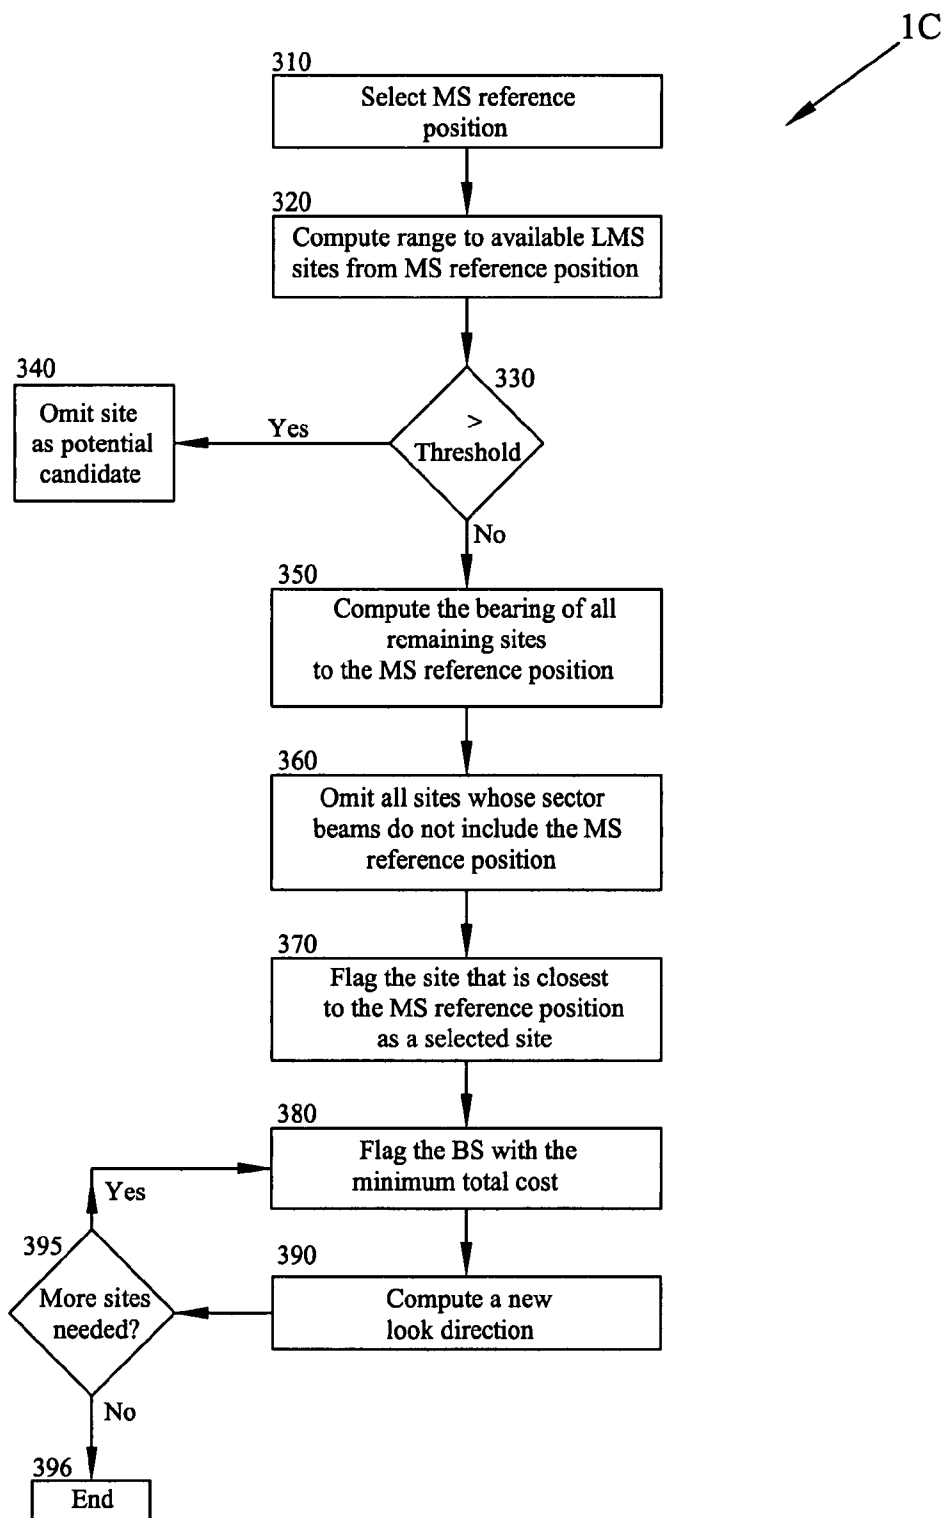 1C
310
Select MS reference
position
320
Compute range to available LMS
sites from MS reference position
330
>
Threshold
Yes
340
Omit site
as potential
candidate
No
350
Compute the bearing of all
remaining sites
to the MS reference position
360
Omit all sites whose sector
beams do not include the MS
reference position
370
Flag the site that is closest
to the MS reference position
as a selected site
380
Flag the BS with the
minimum total cost
390
Compute a new
look direction
395
More sites
needed?
Yes
No
396
End